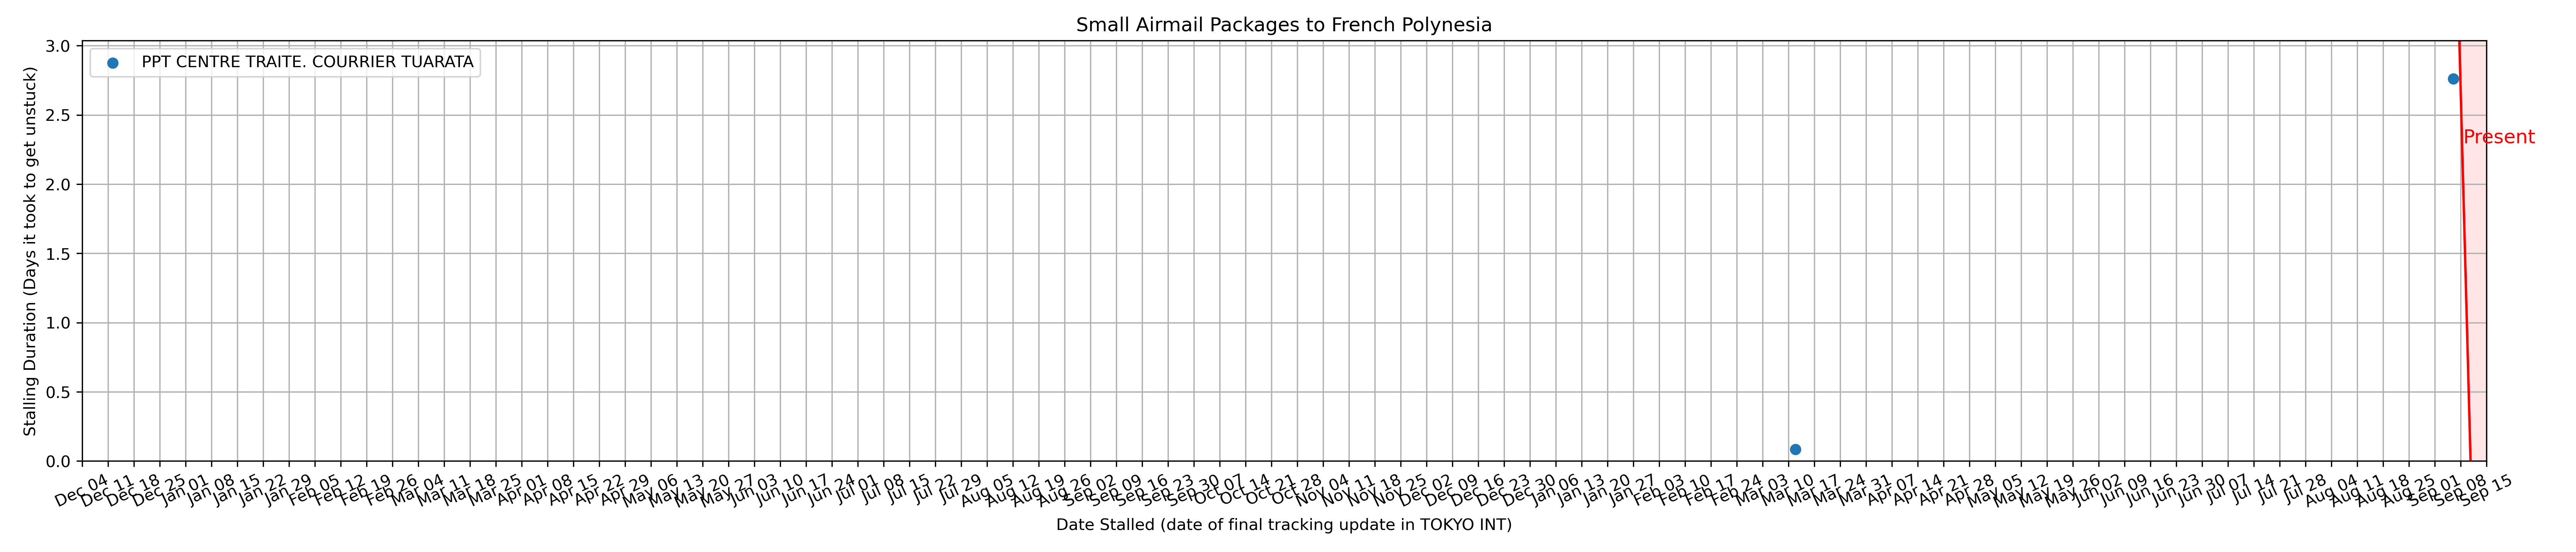 Small Airmail Packages to French Polynesia
PPT CENTRE TRAITE. COURRIER TUARATA
Stalling Duration (Days it took to get unstuck)
3.0
2.5
2.0
1.5
1.0
0.5
0.0
Present
Dec 04 Dec 11 Dec 18 Dec 25 Jan 01 Jan 08 Jan 15 Jan 22 Jan 29 Feb 05 Feb 12 Feb 19 Feb 26 Mar 04 Mar 11 Mar 18 Mar 25 Apr 01 Apr 08 Apr 15 Apr 22 Apr 29 May 06 May 13 May 20 May 27 Jun 03 Jun 10 Jun 17 Jun 24 Jul 01 Jul 08 Jul 15 Jul 22 Jul 29 Aug 05 Aug 12 Aug 19 Aug 26 Sep 02 Sep 09 Sep 16 Sep 23 Sep 30 Oct 07 Oct 14 Oct 21 Oct 28 Nov 04 Nov 11 Nov 18 Nov 25 Dec 02 Dec 09 Dec 16 Dec 23 Dec 30 Jan 06 Jan 13 Jan 20 Jan 27 Feb 03 Feb 10 Feb 17 Feb 24 Mar 03 Mar 10 Mar 17 Mar 24 Mar 31 Apr 07 Apr 14 Apr 21 Apr 28 May 05 May 12 May 19 May 26 Jun 02 Jun 09 Jun 16 Jun 23 Jun 30 Jul 07 Jul 14 Jul 21 Jul 28 Aug 04 Aug 11 Aug 18 Aug 25 Sep 01 Sep 08 Sep 15
Date Stalled (date of final tracking update in TOKYO INT)